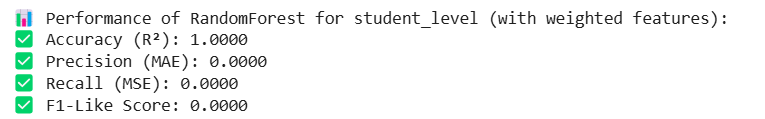 📊 Performance of RandomForest for student_level (with weighted features):
✅ Accuracy (R²): 1.0000
✅ Precision (MAE): 0.0000
✅ Recall (MSE): 0.0000
✅ F1-Like Score: 0.0000